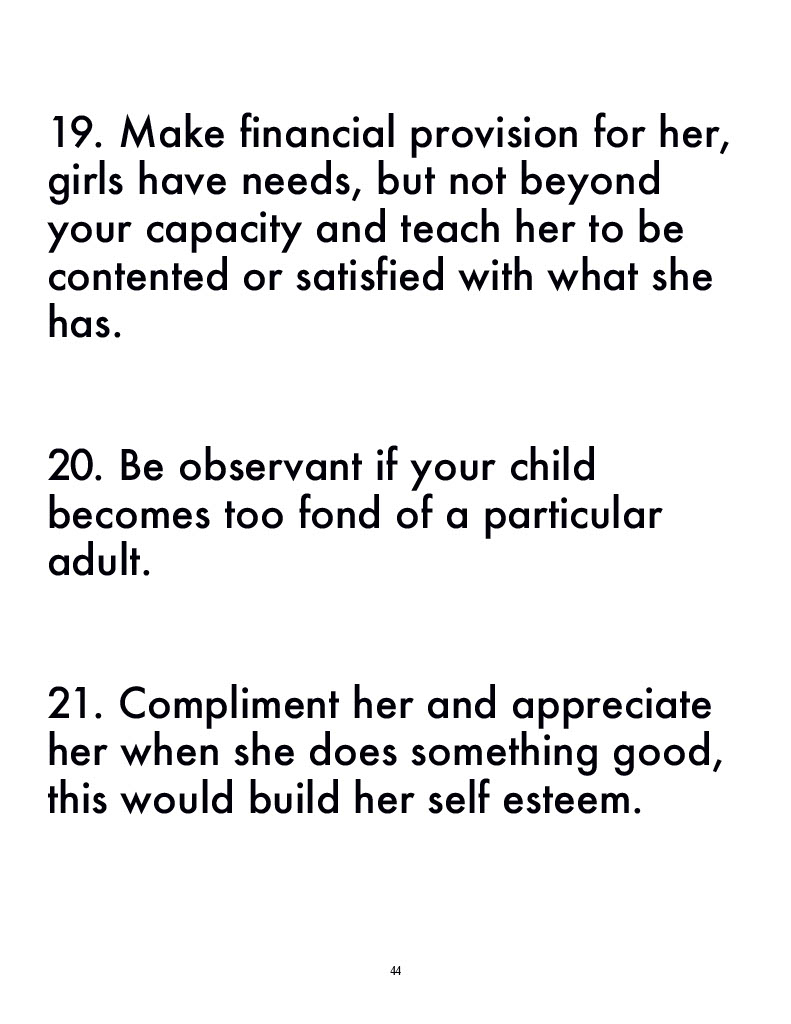 19. Make financial provision for her,
girls have needs, but not beyond
your capacity and teach her to be
contented or satisfied with what she
has.
20. Be observant if your child
becomes too fond of a particular
adult.
21. Compliment her and appreciate
her when she does something good,
this would build her self esteem.
44